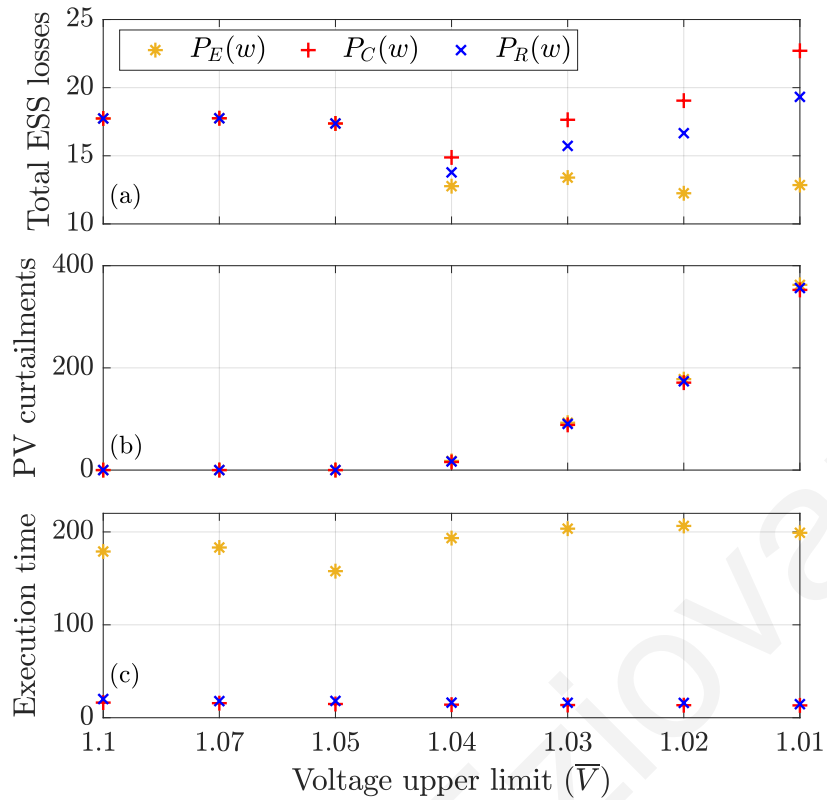 25
20
15
10
Total ESS losses
P_E(w) P_C(w) P_R(w)
(a)
400
200
0
PV curtailments
(b)
200
100
0
Execution time
(c)
1.1 1.07 1.05 1.04 1.03 1.02 1.01
Voltage upper limit (V̅)